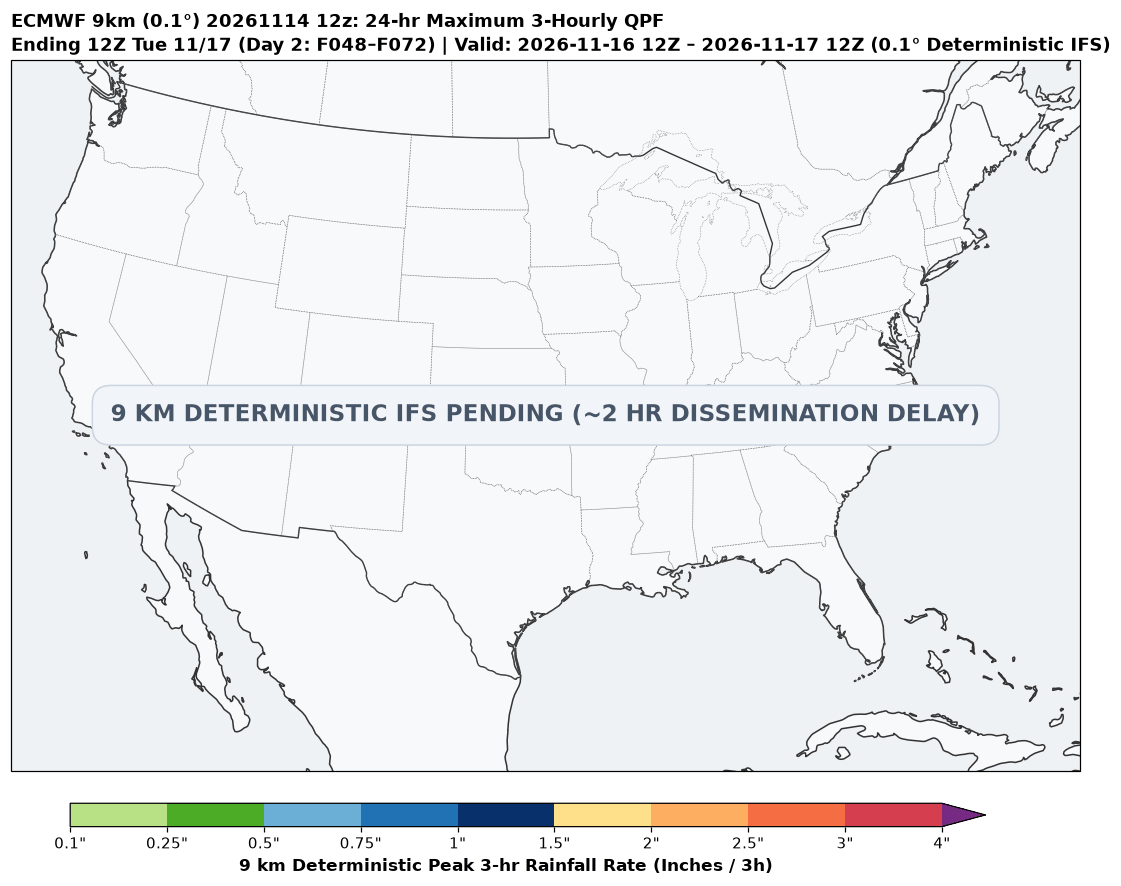 ECMWF 9km (0.1°) 20261114 12z: 24-hr Maximum 3-Hourly QPF
Ending 12Z Tue 11/17 (Day 2: F048–F072) | Valid: 2026-11-16 12Z – 2026-11-17 12Z (0.1° Deterministic IFS)
9 KM DETERMINISTIC IFS PENDING (~2 HR DISSEMINATION DELAY)
0.1" 0.25" 0.5" 0.75" 1" 1.5" 2" 2.5" 3" 4"
9 km Deterministic Peak 3-hr Rainfall Rate (Inches / 3h)